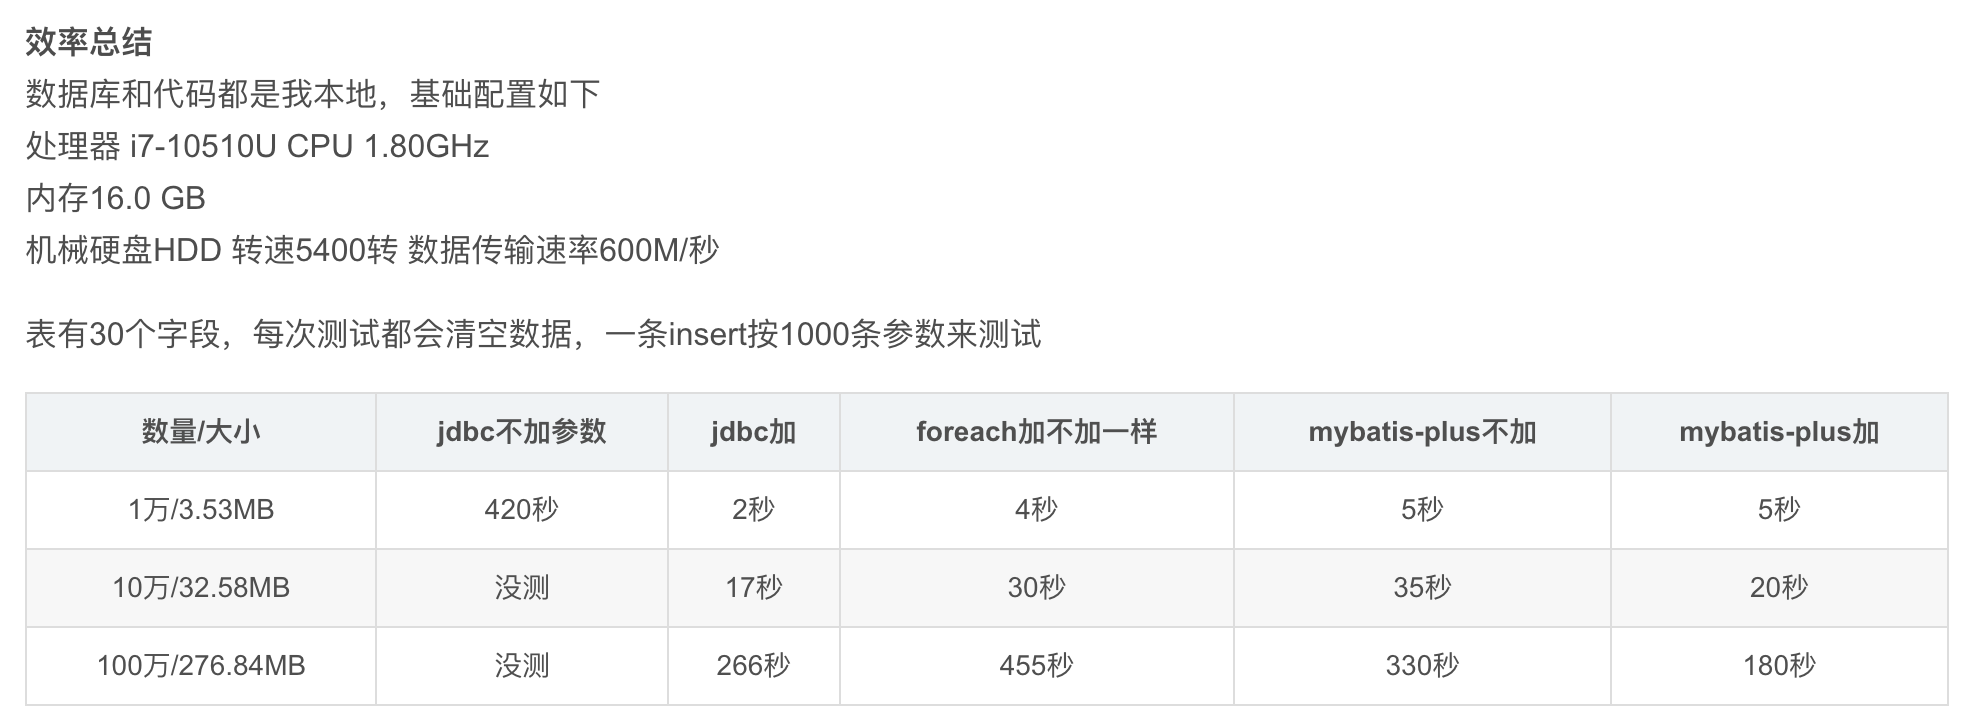 效率总结
数据库和代码都是我本地，基础配置如下
处理器 i7-10510U CPU 1.80GHz
内存16.0 GB
机械硬盘HDD 转速5400转 数据传输速率600M/秒
表有30个字段，每次测试都会清空数据，一条insert按1000条参数来测试
数量/大小 jdbc不加参数 jdbc加 foreach加不加一样 mybatis-plus不加 mybatis-plus加
1万/3.53MB 420秒 2秒 4秒 5秒 5秒
10万/32.58MB 没测 17秒 30秒 35秒 20秒
100万/276.84MB 没测 266秒 455秒 330秒 180秒